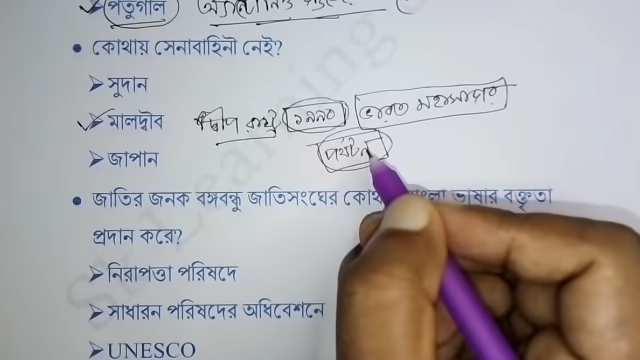 ➢ পর্তুগাল
• কোথায় সেনাবাহিনী নেই?
➢ সুদান
➢ মালদ্বীব দ্বীপ রাষ্ট্র ১৯৯০ ভারত মহাসাগর
➢ জাপান পর্যটন
• জাতির জনক বঙ্গবন্ধু জাতিসংঘের ভাষার বক্তৃতা
প্রদান করে?
➢ নিরাপত্তা পরিষদে
➢ সাধারন পরিষদের অধিবেশনে
➢ UNESCO